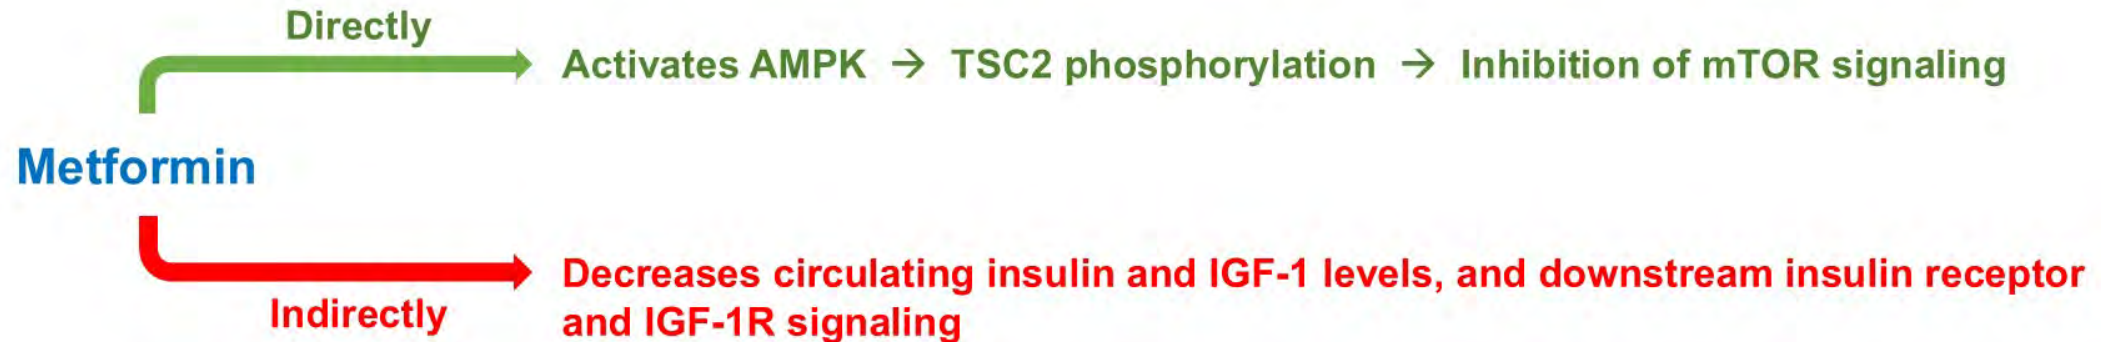 Directly
Activates AMPK → TSC2 phosphorylation → Inhibition of mTOR signaling
Metformin
Indirectly
Decreases circulating insulin and IGF-1 levels, and downstream insulin receptor
and IGF-1R signaling